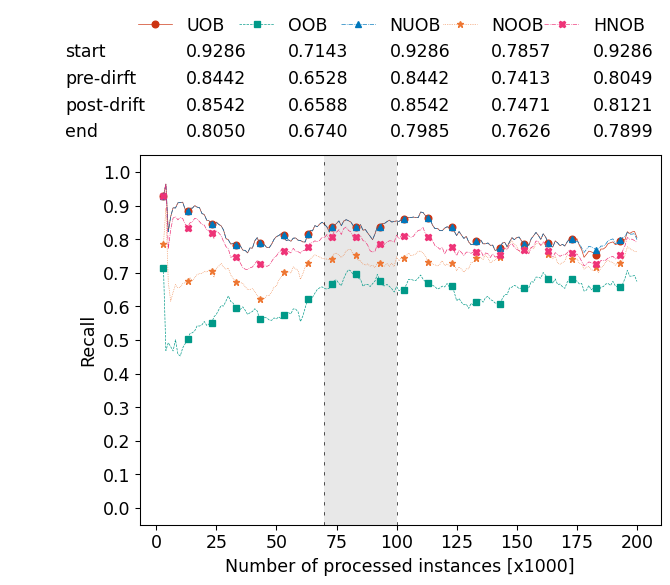 UOB OOB NUOB NOOB HNOB
start 0.9286 0.7143 0.9286 0.7857 0.9286
pre-dirft 0.8442 0.6528 0.8442 0.7413 0.8049
post-drift 0.8542 0.6588 0.8542 0.7471 0.8121
end 0.8050 0.6740 0.7985 0.7626 0.7899
1.0
0.9
0.8
0.7
0.6
0.5
0.4
0.3
0.2
0.1
0.0
Recall
0 25 50 75 100 125 150 175 200
Number of processed instances [x1000]